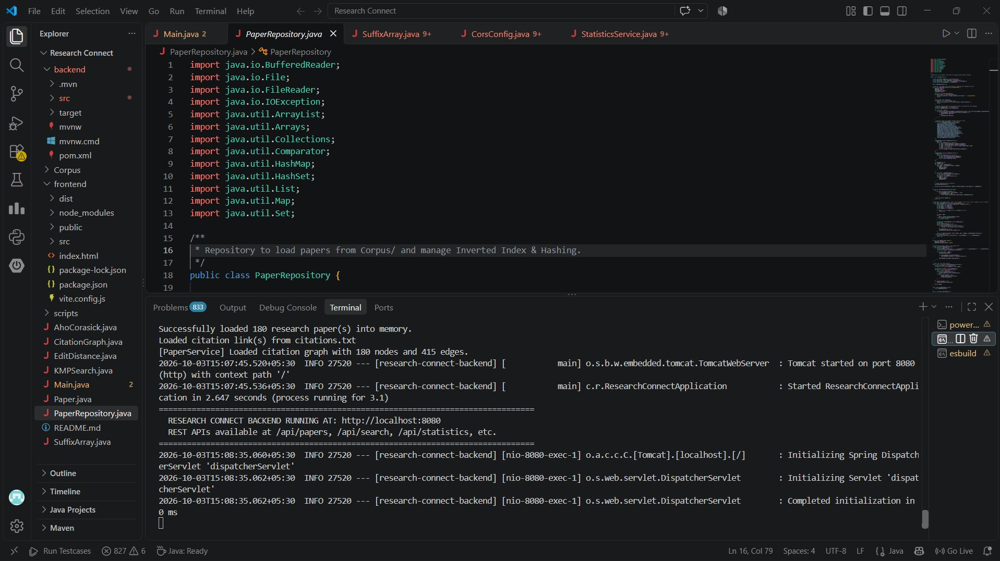 File Edit Selection View Go Run Terminal Help
Research Connect
Explorer
Research Connect
backend
.mvn
src
target
mvnw
mvnw.cmd
pom.xml
Corpus
frontend
dist
node_modules
public
src
index.html
package-lock.json
package.json
vite.config.js
scripts
AhoCorasick.java
CitationGraph.java
EditDistance.java
KMPSearch.java
Main.java 2
Paper.java
PaperRepository.java
README.md
SuffixArray.java
Outline
Timeline
Java Projects
Maven
Main.java 2 PaperRepository.java SuffixArray.java 9+ CorsConfig.java 9+ StatisticsService.java 9+
PaperRepository.java > PaperRepository
1 import java.io.BufferedReader;
2 import java.io.File;
3 import java.io.FileReader;
4 import java.io.IOException;
5 import java.util.ArrayList;
6 import java.util.Arrays;
7 import java.util.Collections;
8 import java.util.Comparator;
9 import java.util.HashMap;
10 import java.util.HashSet;
11 import java.util.List;
12 import java.util.Map;
13 import java.util.Set;
14
15 /**
16 * Repository to load papers from Corpus/ and manage Inverted Index & Hashing.
17 */
18 public class PaperRepository {
19
Problems 833 Output Debug Console Terminal Ports
Successfully loaded 180 research paper(s) into memory.
Loaded citation link(s) from citations.txt
[PaperService] Loaded citation graph with 180 nodes and 415 edges.
2026-10-03T15:07:45.520+05:30  INFO 27520 --- [research-connect-backend] [           main] o.s.b.w.embedded.tomcat.TomcatWebServer  : Tomcat started on port 8080
(http) with context path '/'
2026-10-03T15:07:45.536+05:30  INFO 27520 --- [research-connect-backend] [           main] c.r.ResearchConnectApplication           : Started ResearchConnectAppli
cation in 2.647 seconds (process running for 3.1)
================================================================================
RESEARCH CONNECT BACKEND RUNNING AT: http://localhost:8080
REST APIs available at /api/papers, /api/search, /api/statistics, etc.
================================================================================
2026-10-03T15:08:35.060+05:30  INFO 27520 --- [research-connect-backend] [nio-8080-exec-1] o.a.c.c.C.[Tomcat].[localhost].[/]       : Initializing Spring Dispatch
erServlet 'dispatcherServlet'
2026-10-03T15:08:35.062+05:30  INFO 27520 --- [research-connect-backend] [nio-8080-exec-1] o.s.web.servlet.DispatcherServlet        : Initializing Servlet 'dispat
cherServlet'
2026-10-03T15:08:35.062+05:30  INFO 27520 --- [research-connect-backend] [nio-8080-exec-1] o.s.web.servlet.DispatcherServlet        : Completed initialization in
0 ms
power...
...
esbuild
Run Testcases 827 6 Java: Ready Ln 16, Col 79 Spaces: 4 UTF-8 LF {} Java Go Live